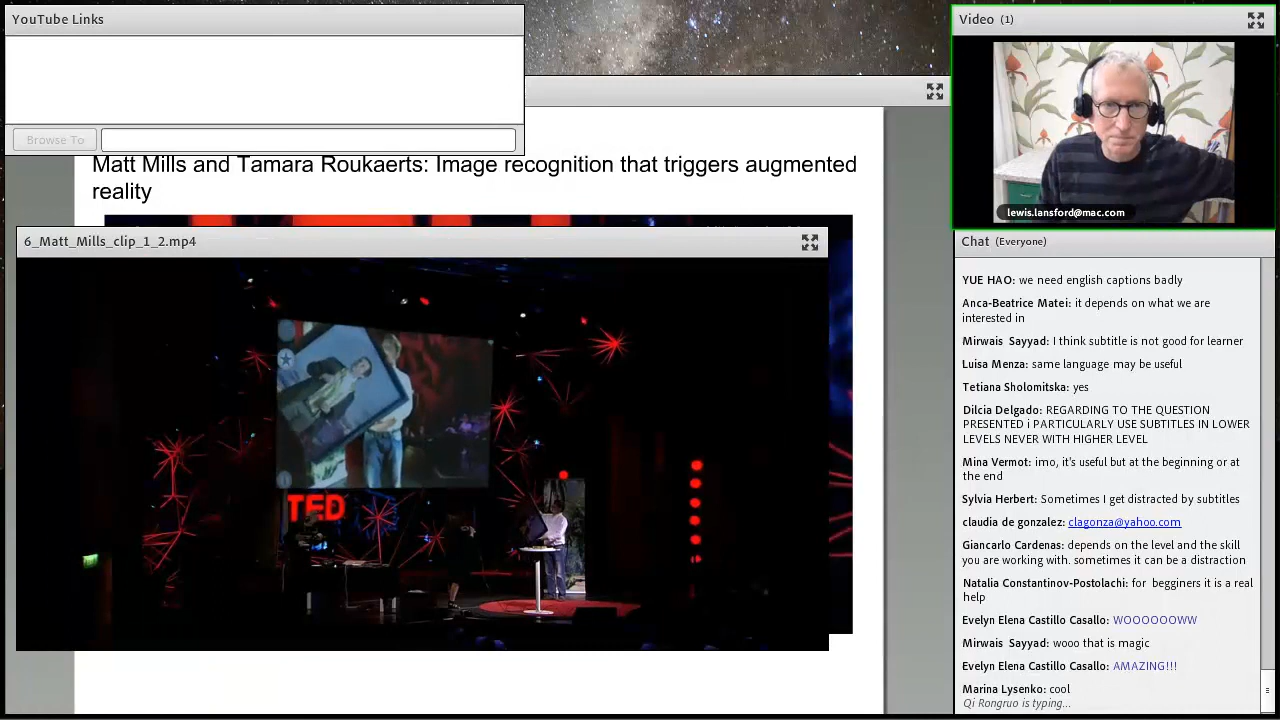 YouTube Links
Browse To
Matt Mills and Tamara Roukaerts: Image recognition that triggers augmented
reality
6_Matt_Mills_clip_1_2.mp4
TED
Video (1)
lewis.lansford@mac.com
Chat (Everyone)
YUE HAO: we need english captions badly
Anca-Beatrice Matei: it depends on what we are
interested in
Mirwais Sayyad: I think subtitle is not good for learner
Luisa Menza: same language may be useful
Tetiana Sholomitska: yes
Dilcia Delgado: REGARDING TO THE QUESTION
PRESENTED i PARTICULARLY USE SUBTITLES IN LOWER
LEVELS NEVER WITH HIGHER LEVEL
Mina Vermot: imo, it's useful but at the beginning or at
the end
Sylvia Herbert: Sometimes I get distracted by subtitles
claudia de gonzalez: clagonza@yahoo.com
Giancarlo Cardenas: depends on the level and the skill
you are working with. sometimes it can be a distraction
Natalia Constantinov-Postolachi: for begginers it is a real
help
Evelyn Elena Castillo Casallo: WOOOOOOWW
Mirwais Sayyad: wooo that is magic
Evelyn Elena Castillo Casallo: AMAZING!!!
Marina Lysenko: cool
Qi Rongruo is typing...